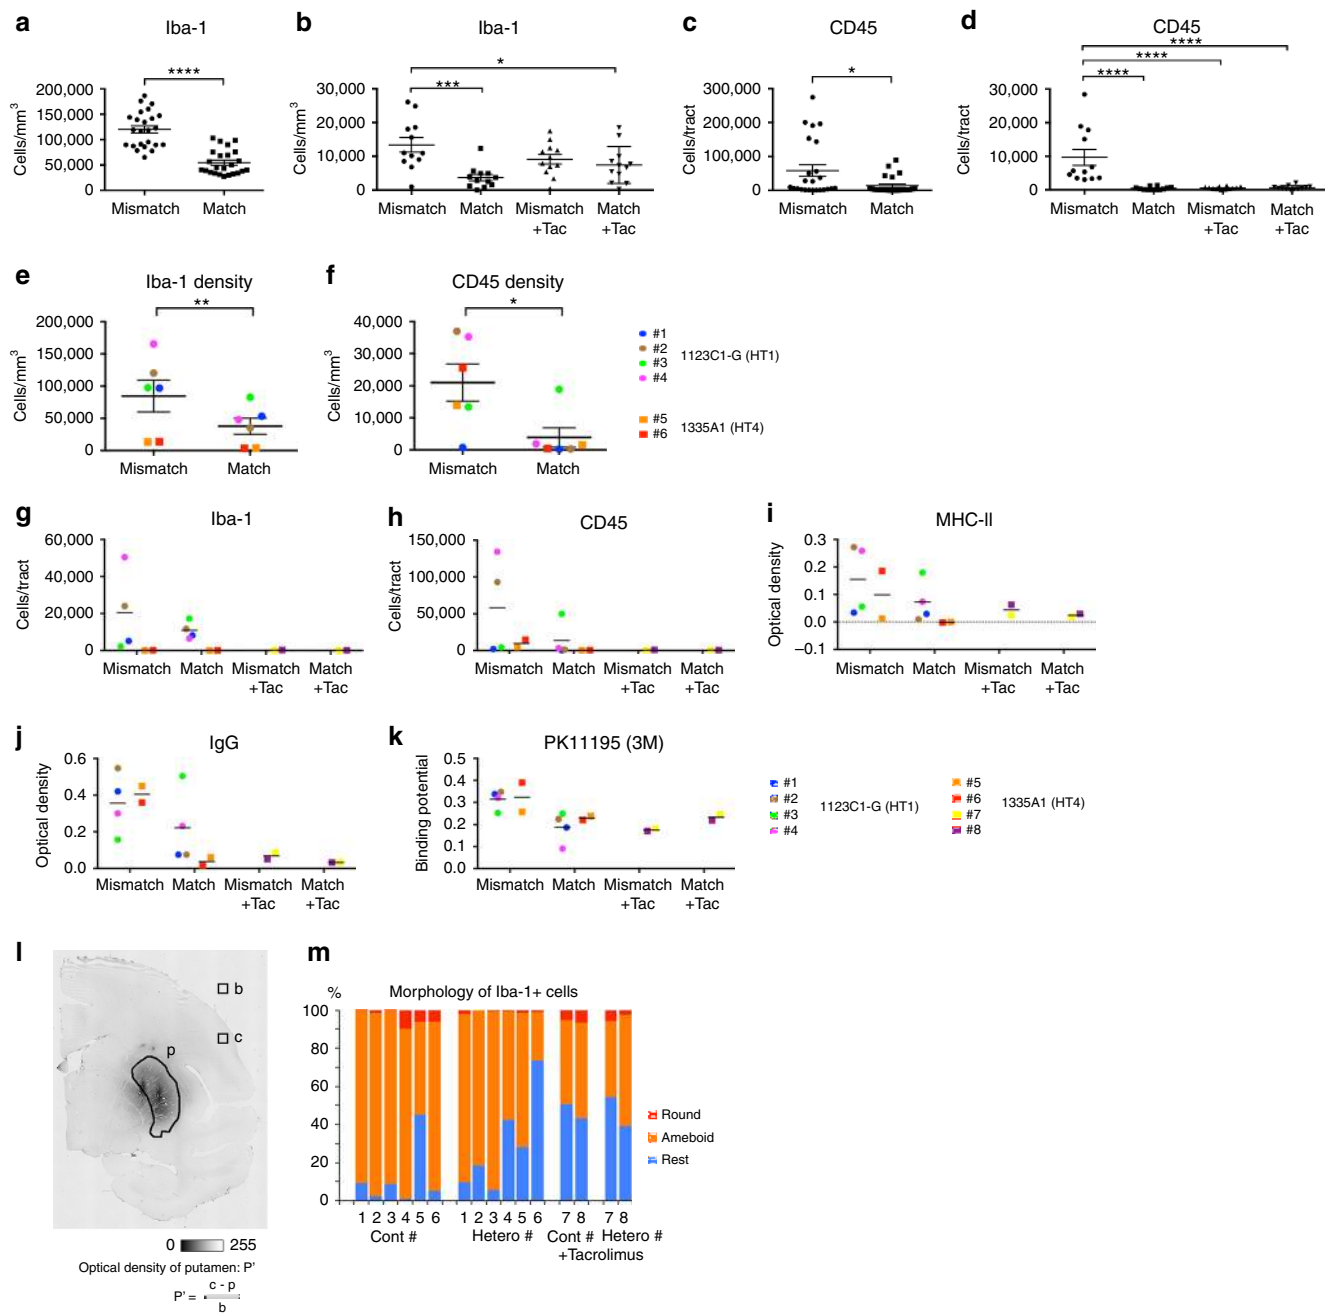 a
Iba-1
****
Cells/mm³
200,000
150,000
100,000
50,000
0
Mismatch
Match
b
Iba-1
*
***
Cells/mm³
30,000
20,000
10,000
0
Mismatch
Match
Mismatch
+Tac
Match
+Tac
c
CD45
*
Cells/tract
300,000
200,000
100,000
0
Mismatch
Match
d
CD45
****
****
****
Cells/tract
30,000
20,000
10,000
0
Mismatch
Match
Mismatch
+Tac
Match
+Tac
e
Iba-1 density
**
Cells/mm³
200,000
150,000
100,000
50,000
0
Mismatch
Match
f
CD45 density
*
Cells/mm³
40,000
30,000
20,000
10,000
0
Mismatch
Match
#1
#2
#3
#4
1123C1-G (HT1)
#5
#6
1335A1 (HT4)
g
Iba-1
Cells/tract
60,000
40,000
20,000
0
Mismatch
Match
Mismatch
+Tac
Match
+Tac
h
CD45
Cells/tract
150,000
100,000
50,000
0
Mismatch
Match
Mismatch
+Tac
Match
+Tac
i
MHC-II
Optical density
0.3
0.2
0.1
0.0
–0.1
Mismatch
Match
Mismatch
+Tac
Match
+Tac
j
IgG
Optical density
0.6
0.4
0.2
0.0
Mismatch
Match
Mismatch
+Tac
Match
+Tac
k
PK11195 (3M)
Binding potential
0.5
0.4
0.3
0.2
0.1
0.0
Mismatch
Match
Mismatch
+Tac
Match
+Tac
#1
#2
#3
#4
1123C1-G (HT1)
#5
#6
#7
#8
1335A1 (HT4)
l
b
c
p
0
255
Optical density of putamen: P'
P' = c - p
b
m
%
Morphology of Iba-1+ cells
100
80
60
40
20
0
1 2 3 4 5 6
1 2 3 4 5 6
7 8
7 8
Cont #
Hetero #
Cont #
Hetero #
+Tacrolimus
Round
Ameboid
Rest